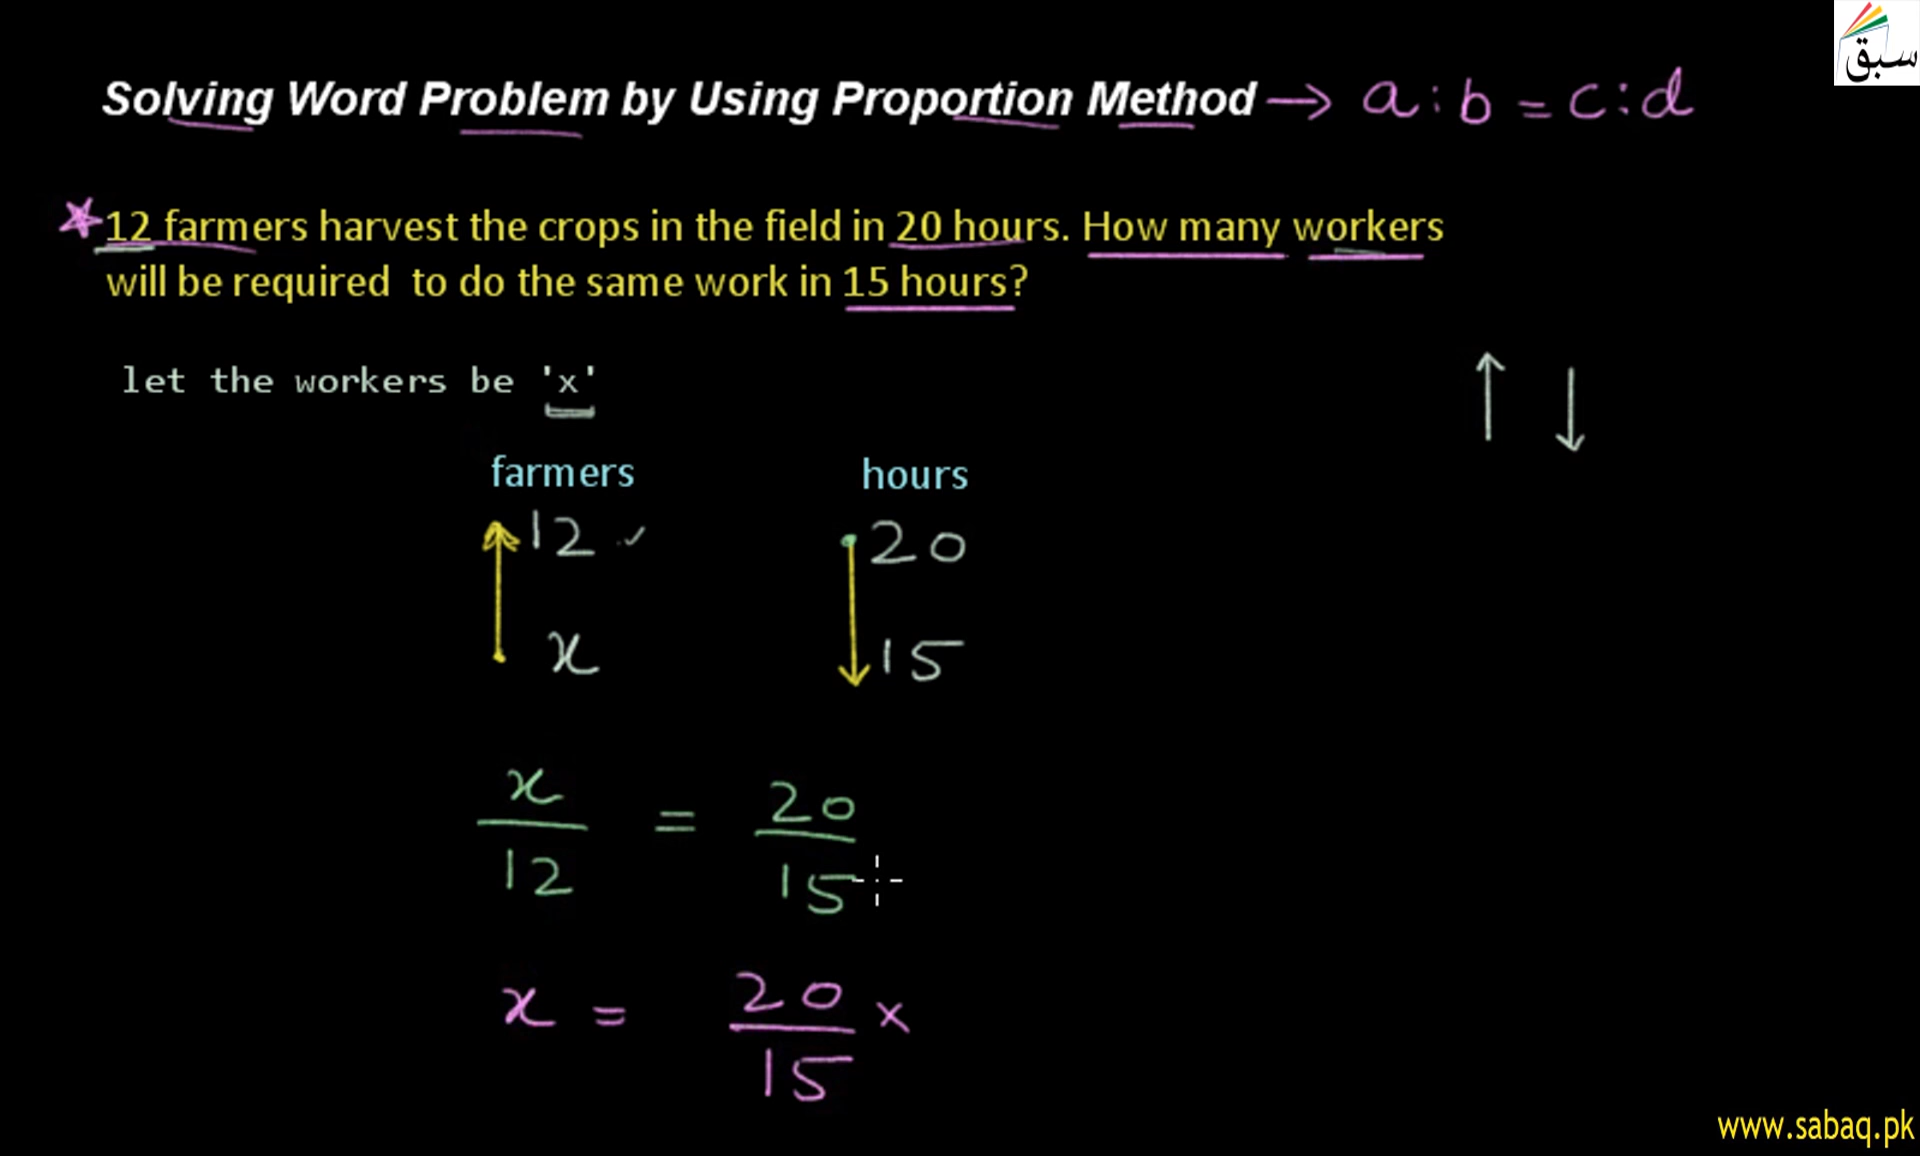 سبق
Solving Word Problem by Using Proportion Method → a : b = c : d
12 farmers harvest the crops in the field in 20 hours. How many workers
will be required to do the same work in 15 hours?
let the workers be 'x'
farmers hours
12 20
x 15
x/12 = 20/15
x = 20/15 ×
www.sabaq.pk